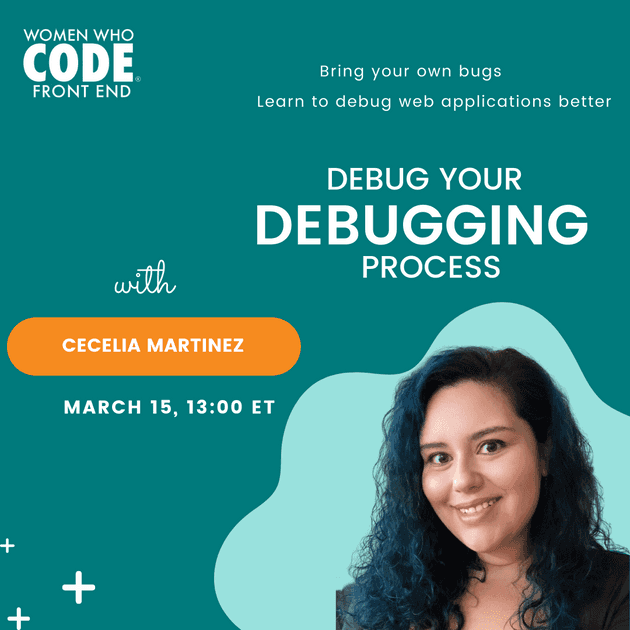 WOMEN WHO
CODE®
FRONT END
Bring your own bugs
Learn to debug web applications better
DEBUG YOUR
DEBUGGING
PROCESS
with
CECELIA MARTINEZ
MARCH 15, 13:00 ET